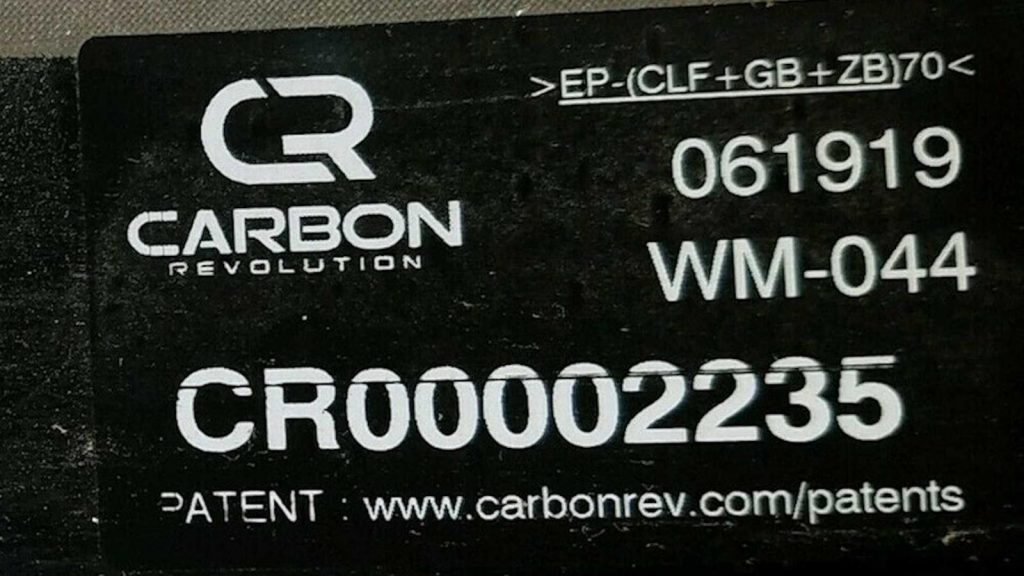 CR
CARBON
REVOLUTION
>EP-(CLF+GB+ZB)70<
061919
WM-044
CR00002235
PATENT : www.carbonrev.com/patents